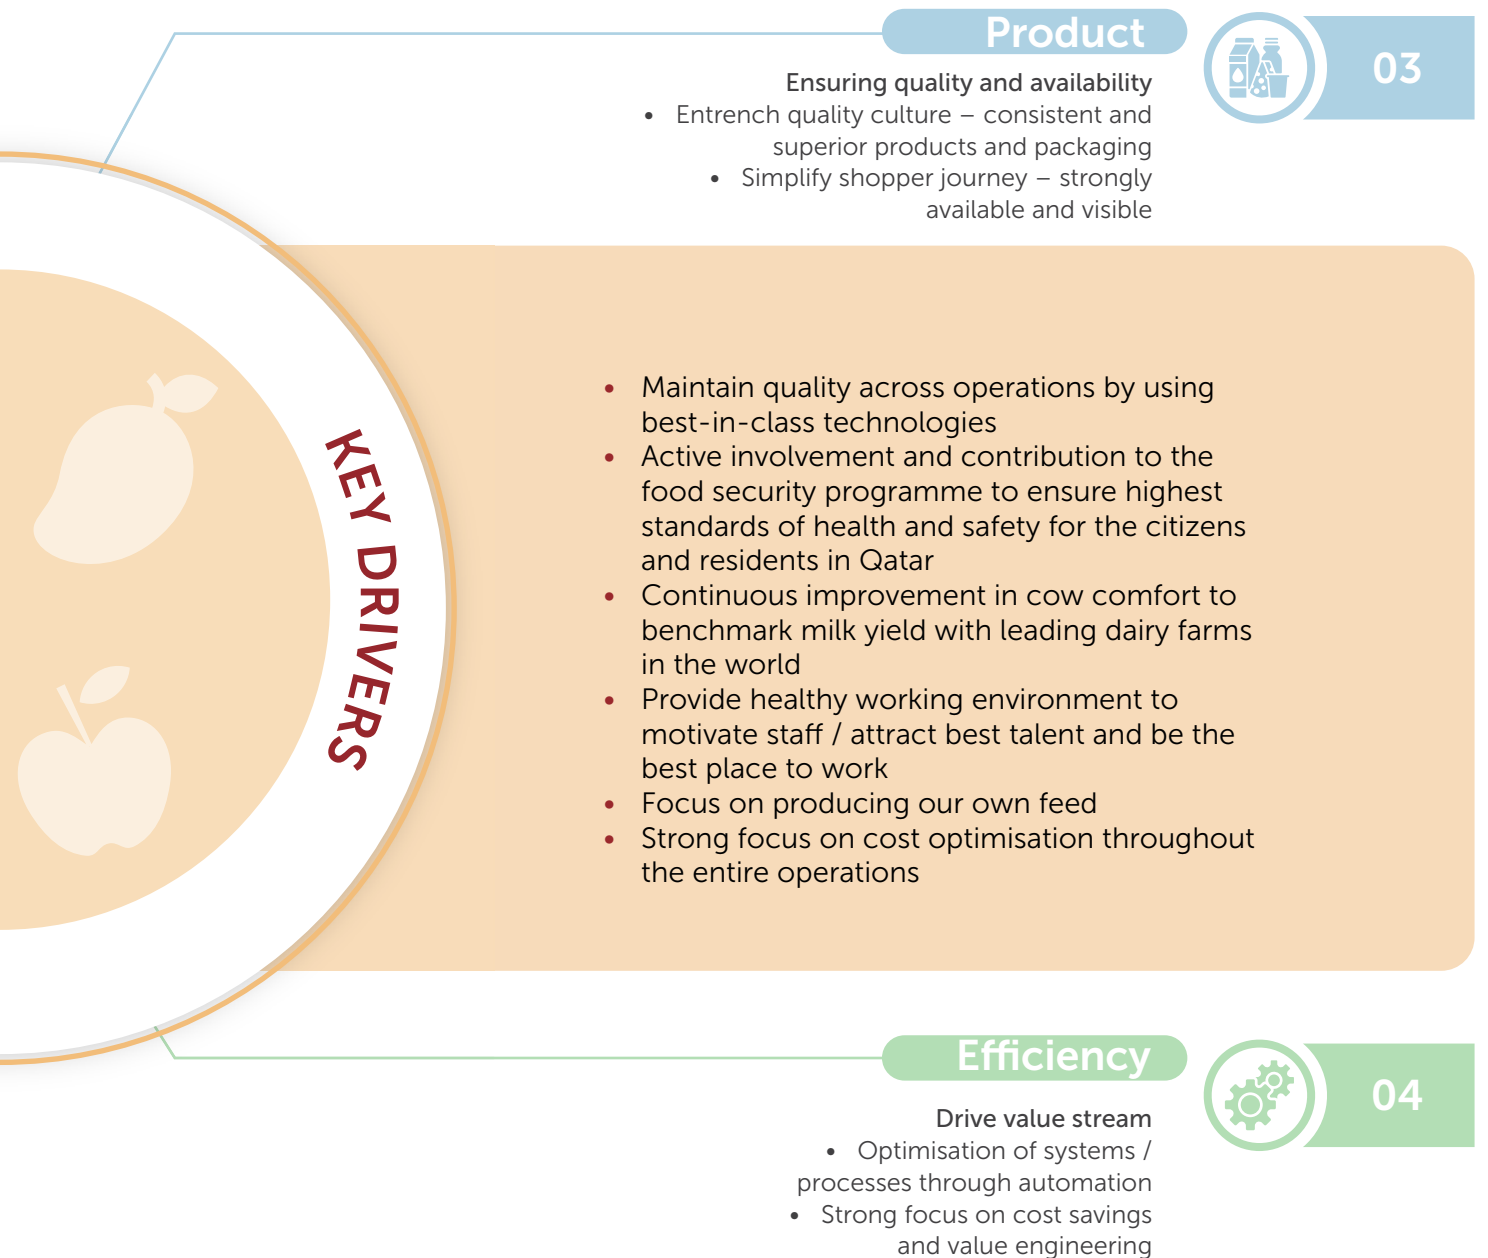 Product
03
Ensuring quality and availability
• Entrench quality culture – consistent and
superior products and packaging
• Simplify shopper journey – strongly
available and visible
KEY DRIVERS
• Maintain quality across operations by using
best-in-class technologies
• Active involvement and contribution to the
food security programme to ensure highest
standards of health and safety for the citizens
and residents in Qatar
• Continuous improvement in cow comfort to
benchmark milk yield with leading dairy farms
in the world
• Provide healthy working environment to
motivate staff / attract best talent and be the
best place to work
• Focus on producing our own feed
• Strong focus on cost optimisation throughout
the entire operations
Efficiency
04
Drive value stream
• Optimisation of systems /
processes through automation
• Strong focus on cost savings
and value engineering